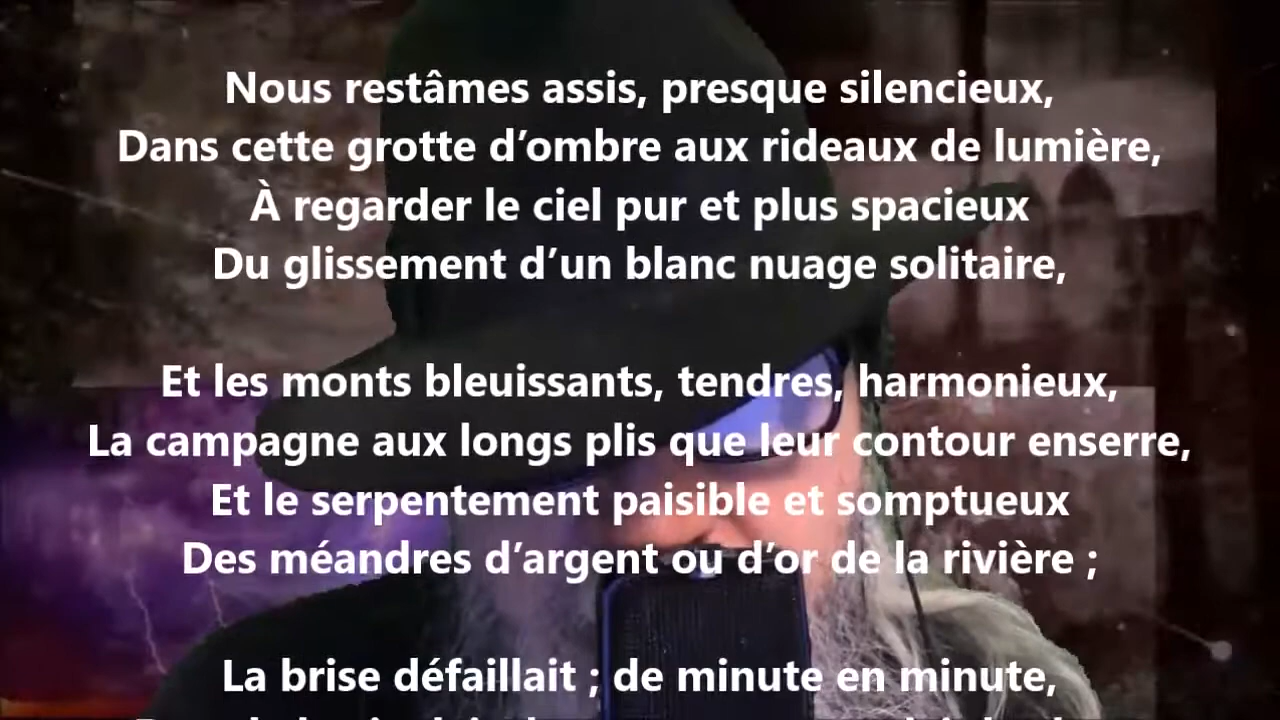 Nous restâmes assis, presque silencieux,
Dans cette grotte d’ombre aux rideaux de lumière,
À regarder le ciel pur et plus spacieux
Du glissement d’un blanc nuage solitaire,
Et les monts bleuissants, tendres, harmonieux,
La campagne aux longs plis que leur contour enserre,
Et le serpentement paisible et somptueux
Des méandres d’argent ou d’or de la rivière ;
La brise défaillait ; de minute en minute,